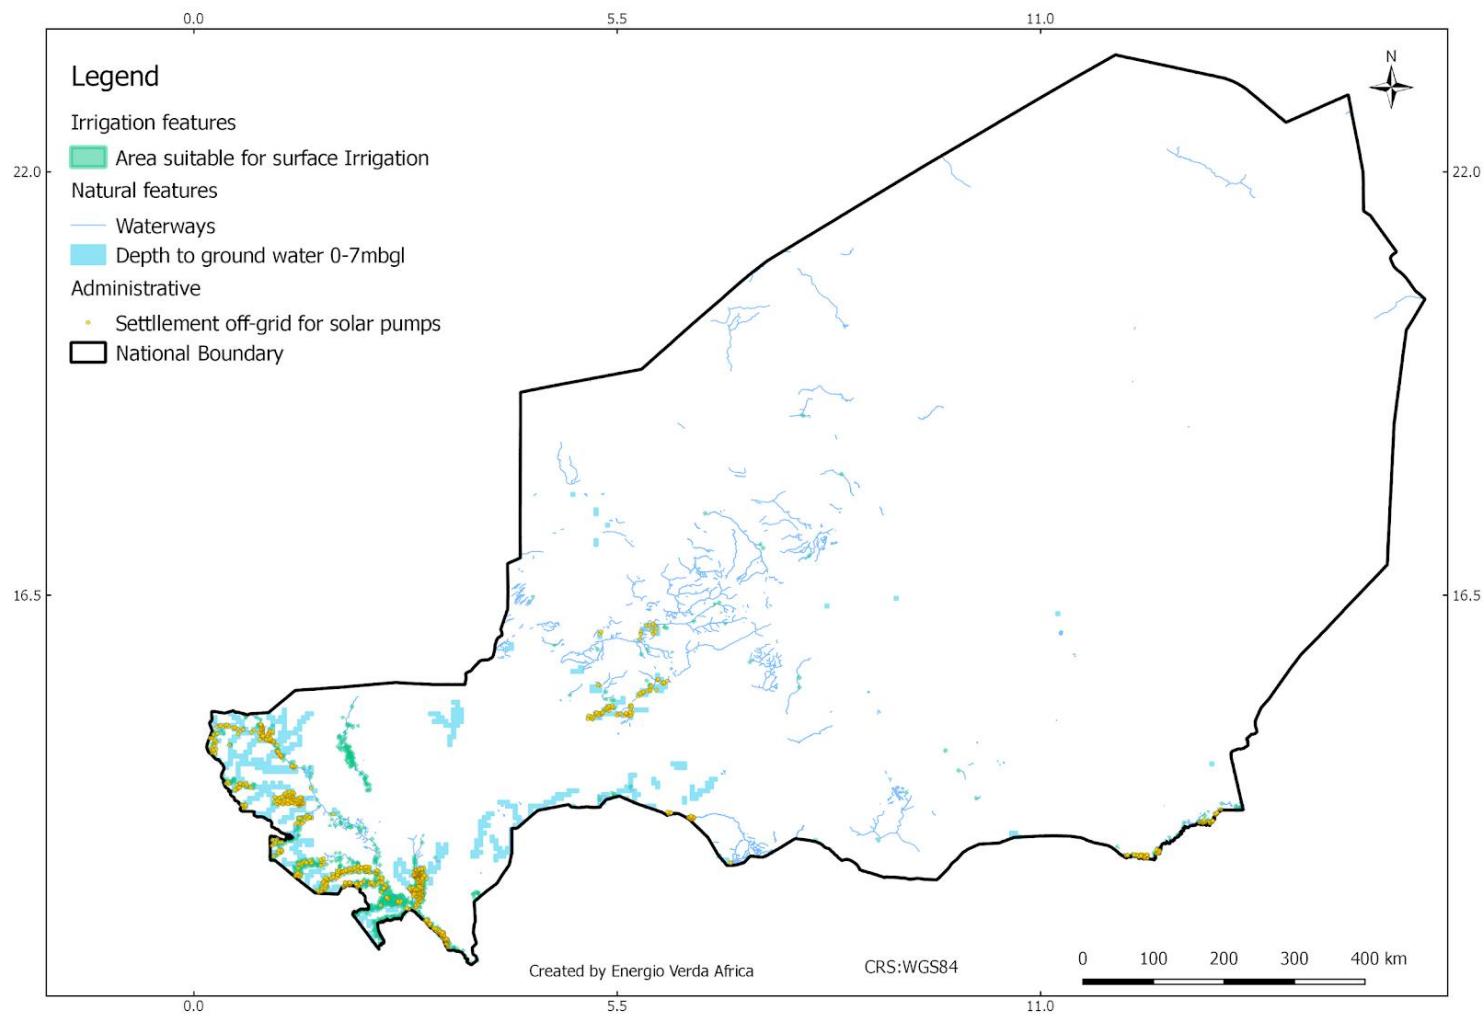 0.0 5.5 11.0
Legend
N
Irrigation features
Area suitable for surface Irrigation
22.0 22.0
Natural features
Waterways
Depth to ground water 0-7mbgl
Administrative
Settllement off-grid for solar pumps
National Boundary
16.5 16.5
Created by Energio Verda Africa
CRS:WGS84
0 100 200 300 400 km
0.0 5.5 11.0